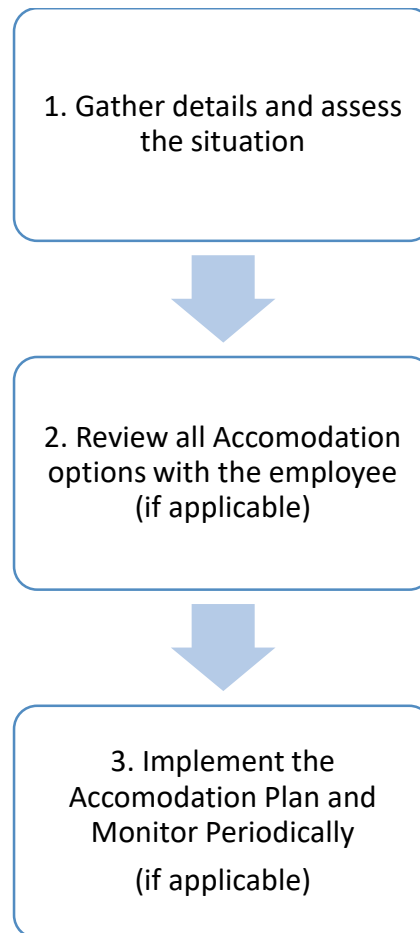 1. Gather details and assess
the situation
2. Review all Accomodation
options with the employee
(if applicable)
3. Implement the
Accomodation Plan and
Monitor Periodically
(if applicable)